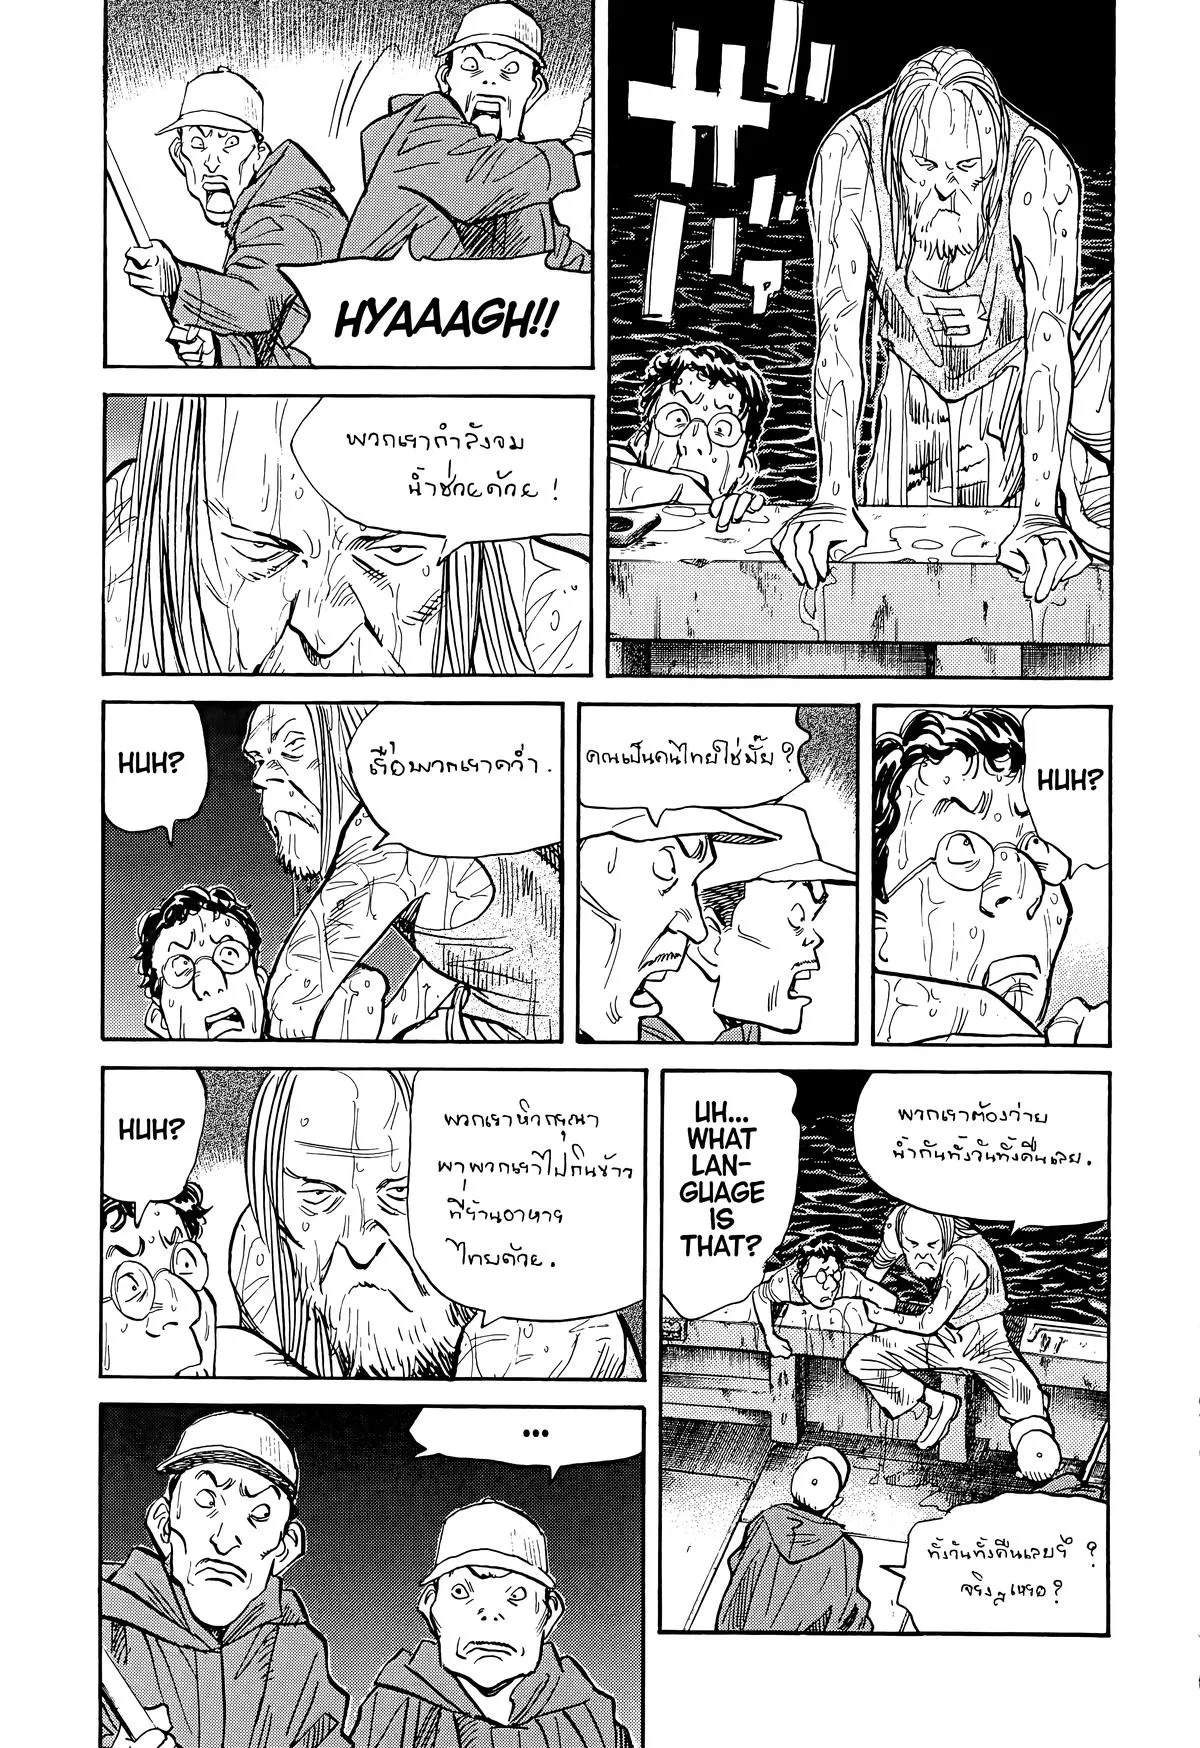 HYAAAGH!!
พวกเรากำลังจม
น้ำช่วยด้วย !
HUH?
คุณเป็นคนไทยใช่มั๊ย ?
เรือพวกเราคว่ำ.
HUH?
พวกเราต้องว่าย
น้ำกันทั้งวันทั้งคืนเลย.
UH...
WHAT
LAN-
GUAGE
IS
THAT?
ทั้งวันทั้งคืนเลยรึ ?
จริงๆเหรอ ?
พวกเราหิวกรุณา
พาพวกเราไปกินข้าว
ที่ร้านอาหาร
ไทยด้วย.
HUH?
...